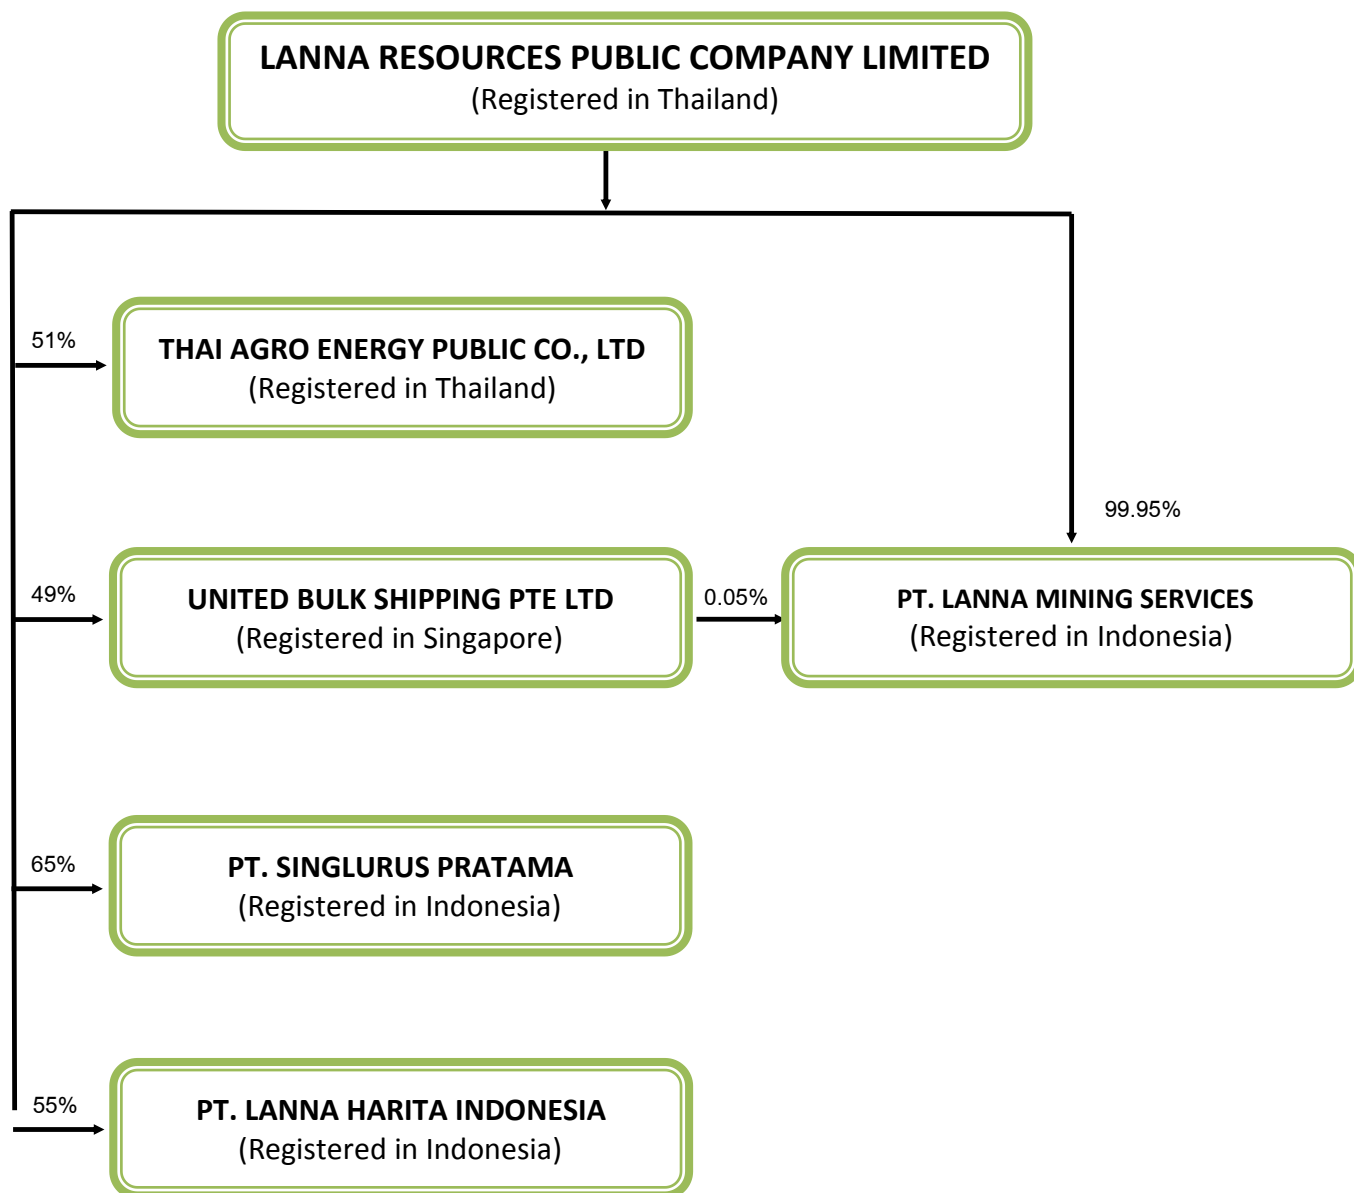 LANNA RESOURCES PUBLIC COMPANY LIMITED
(Registered in Thailand)
51%
THAI AGRO ENERGY PUBLIC CO., LTD
(Registered in Thailand)
99.95%
49%
UNITED BULK SHIPPING PTE LTD
(Registered in Singapore)
0.05%
PT. LANNA MINING SERVICES
(Registered in Indonesia)
65%
PT. SINGLURUS PRATAMA
(Registered in Indonesia)
55%
PT. LANNA HARITA INDONESIA
(Registered in Indonesia)